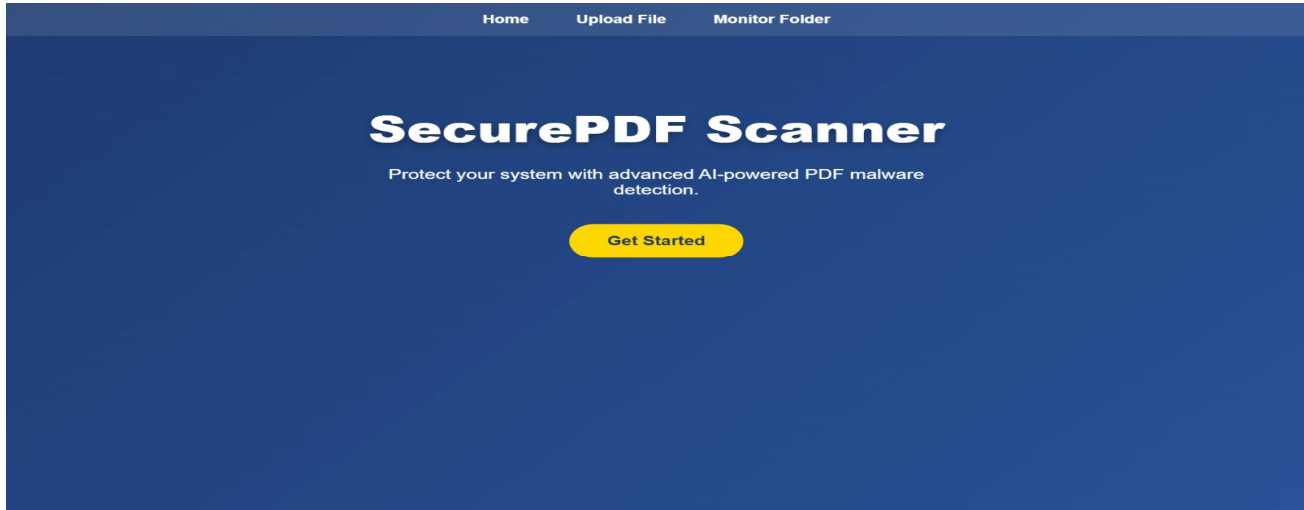 Home Upload File Monitor Folder
SecurePDF Scanner
Protect your system with advanced AI-powered PDF malware
detection.
Get Started